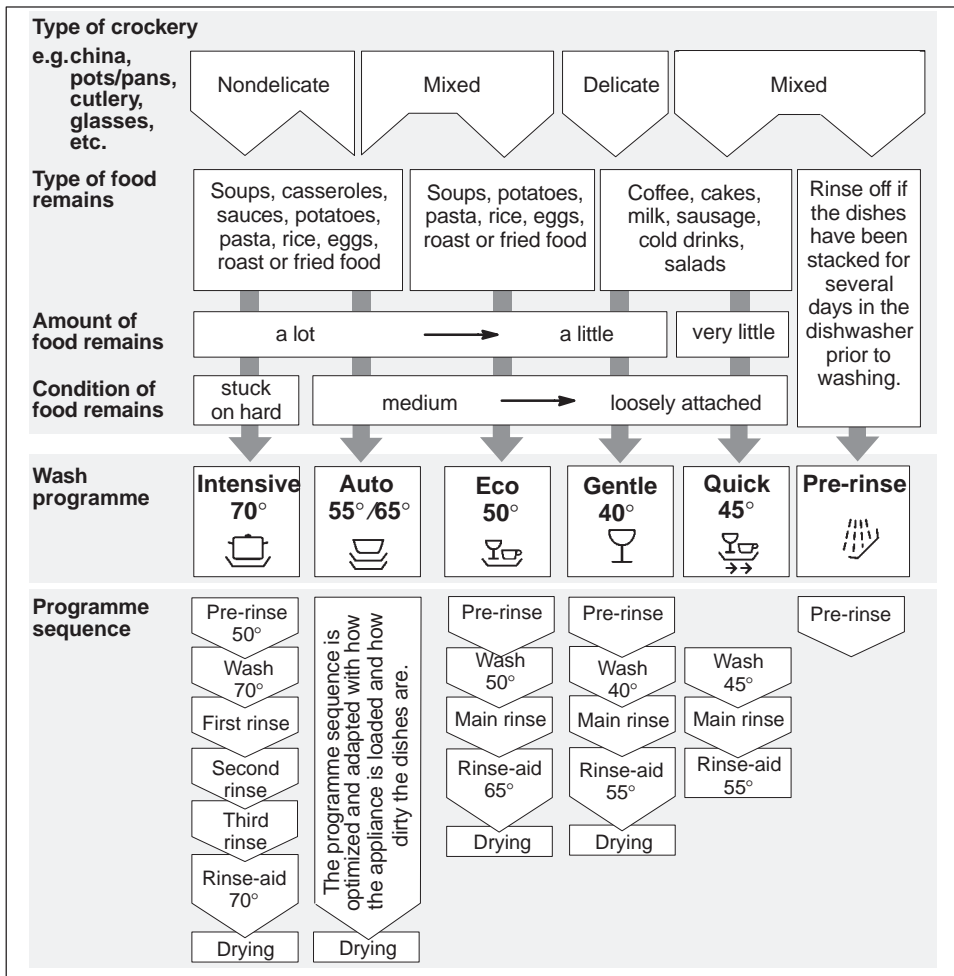 Type of crockery
e.g. china,
pots/pans,
cutlery,
glasses,
etc.
Nondelicate
Mixed
Delicate
Mixed
Type of food
remains
Soups, casseroles,
sauces, potatoes,
pasta, rice, eggs,
roast or fried food
Soups, potatoes,
pasta, rice, eggs,
roast or fried food
Coffee, cakes,
milk, sausage,
cold drinks,
salads
Rinse off if
the dishes
have been
stacked for
several
days in the
dishwasher
prior to
washing.
Amount of
food remains
a lot → a little
very little
Condition of
food remains
stuck
on hard
medium → loosely attached
Wash
programme
Intensive
70°
Auto
55°/65°
Eco
50°
Gentle
40°
Quick
45°
Pre-rinse
Programme
sequence
Pre-rinse
50°
Wash
70°
First rinse
Second
rinse
Third
rinse
Rinse-aid
70°
Drying
The programme sequence is
optimized and adapted with how
the appliance is loaded and how
dirty the dishes are.
Drying
Pre-rinse
Wash
50°
Main rinse
Rinse-aid
65°
Drying
Pre-rinse
Wash
40°
Main rinse
Rinse-aid
55°
Drying
Wash
45°
Main rinse
Rinse-aid
55°
Pre-rinse